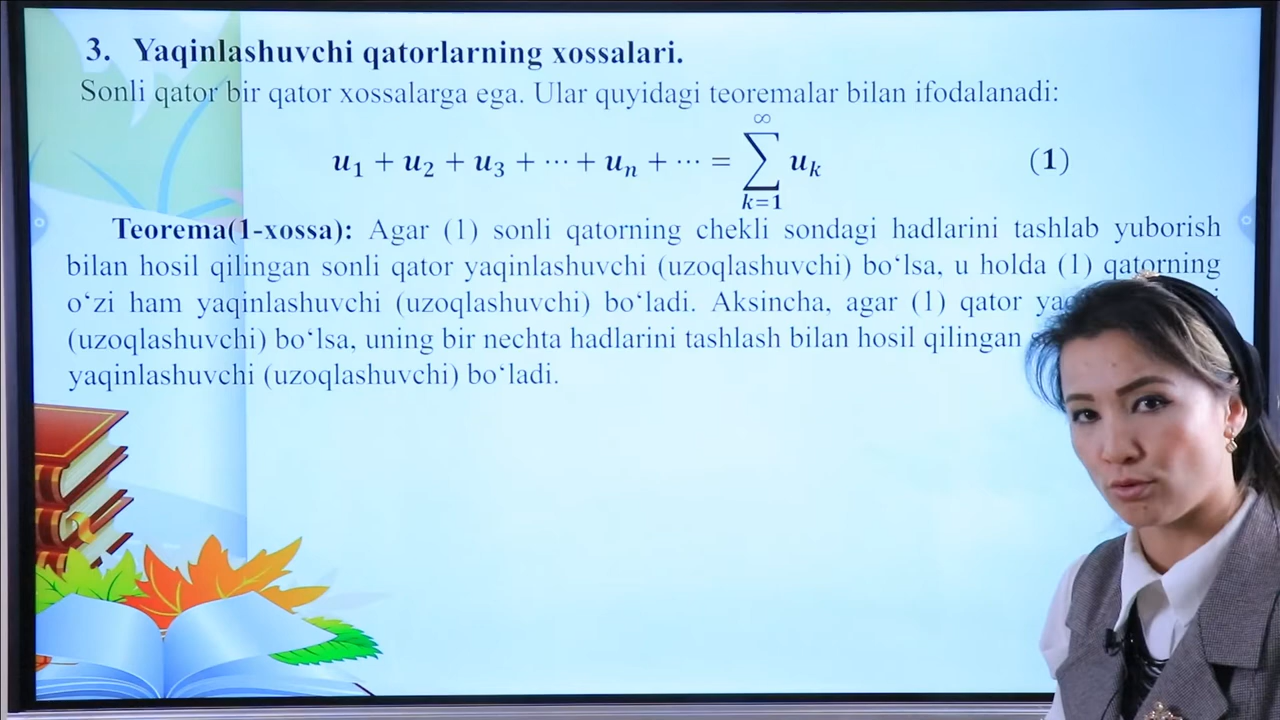 3. Yaqinlashuvchi qatorlarning xossalari.
Sonli qator bir qator xossalarga ega. Ular quyidagi teoremalar bilan ifodalanadi:
u₁ + u₂ + u₃ + ⋯ + uₙ + ⋯ = ∑_{k=1}^{∞} u_k (1)
Teorema(1-xossa): Agar (1) sonli qatorning chekli sondagi hadlarini tashlab yuborish
bilan hosil qilingan sonli qator yaqinlashuvchi (uzoqlashuvchi) bo‘lsa, u holda (1) qatorning
o‘zi ham yaqinlashuvchi (uzoqlashuvchi) bo‘ladi. Aksincha, agar (1) qator
(uzoqlashuvchi) bo‘lsa, uning bir nechta hadlarini tashlash bilan hosil qilingan
yaqinlashuvchi (uzoqlashuvchi) bo‘ladi.